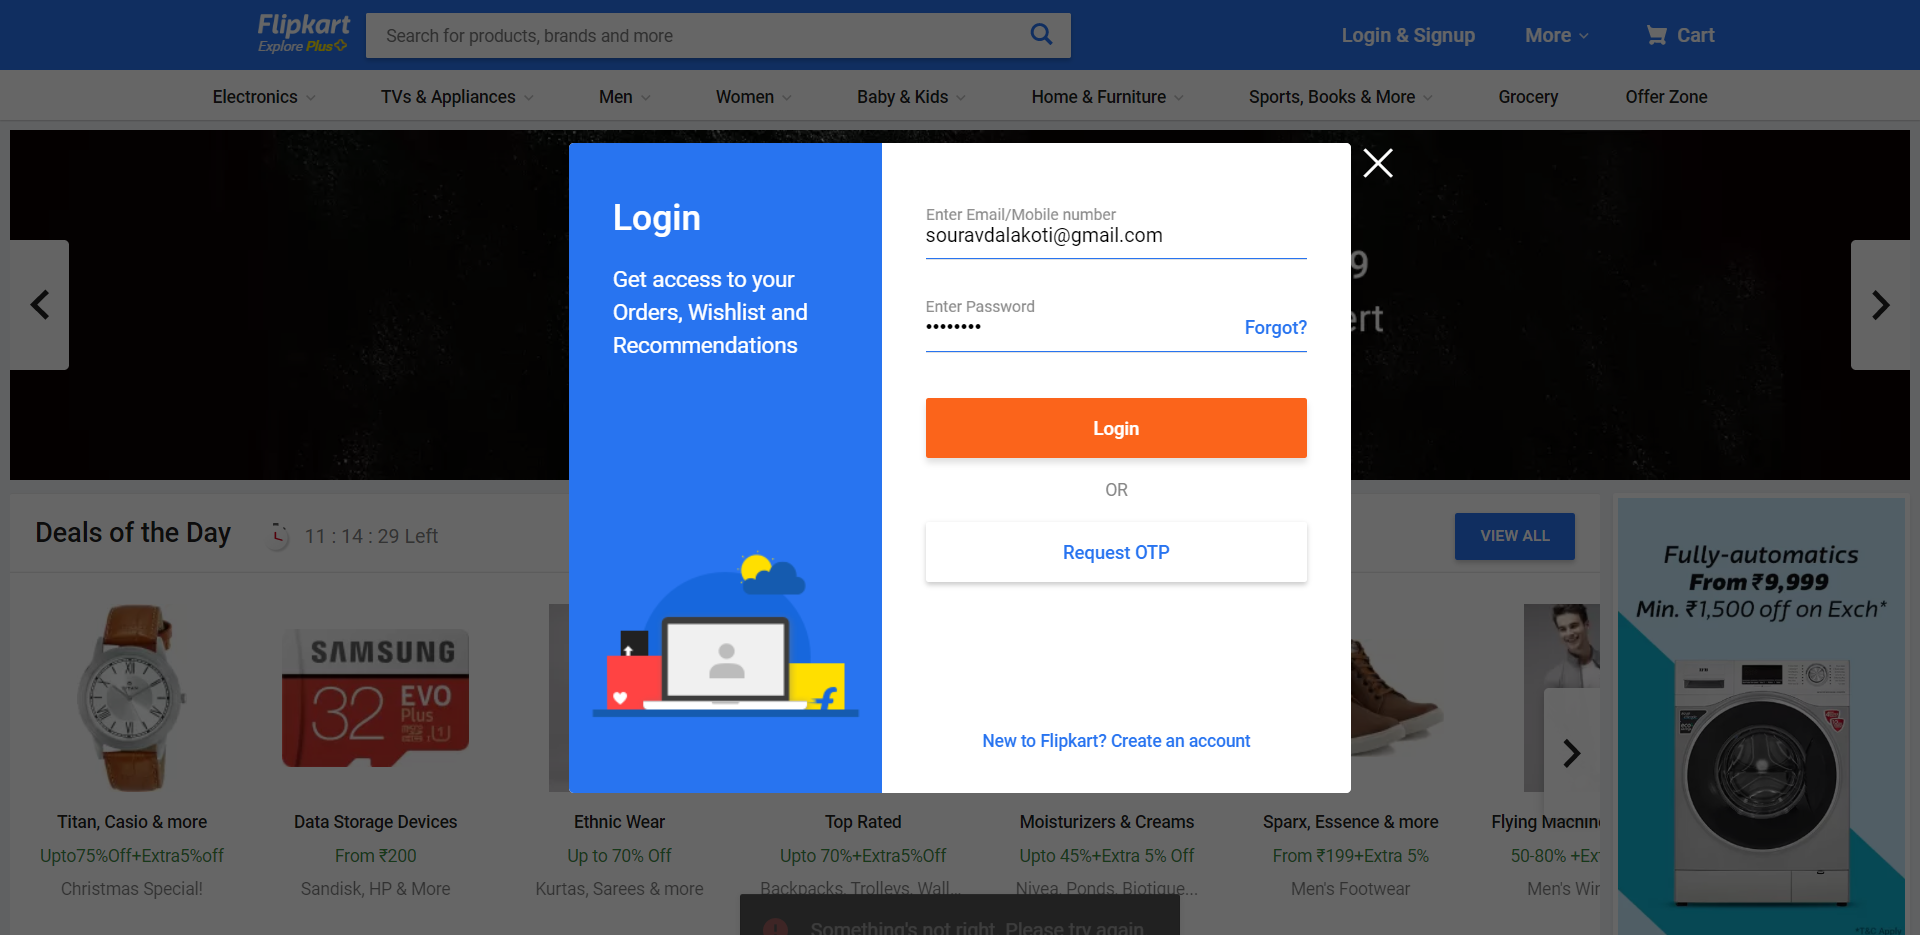 Flipkart
Explore Plus
Search for products, brands and more
Login & Signup
More
Cart
Electronics
TVs & Appliances
Men
Women
Baby & Kids
Home & Furniture
Sports, Books & More
Grocery
Offer Zone
Login
Get access to your
Orders, Wishlist and
Recommendations
Enter Email/Mobile number
souravdalakoti@gmail.com
Enter Password
••••••••
Forgot?
Login
OR
Request OTP
New to Flipkart? Create an account
9
ert
Deals of the Day
11 : 14 : 29 Left
VIEW ALL
SAMSUNG
32
EVO
Plus
Titan, Casio & more
Upto75%Off+Extra5%off
Christmas Special!
Data Storage Devices
From ₹200
Sandisk, HP & More
Ethnic Wear
Up to 70% Off
Kurtas, Sarees & more
Top Rated
Upto 70%+Extra5%Off
Backpacks, Trolleys, Wall...
Moisturizers & Creams
Upto 45%+Extra 5% Off
Nivea, Ponds, Biotique...
Sparx, Essence & more
From ₹199+Extra 5%
Men's Footwear
Flying Machine
50-80% +Ex
Men's Win
Fully-automatics
From ₹9,999
Min. ₹1,500 off on Exch*
*T&C Apply
Something's not right. Please try again.